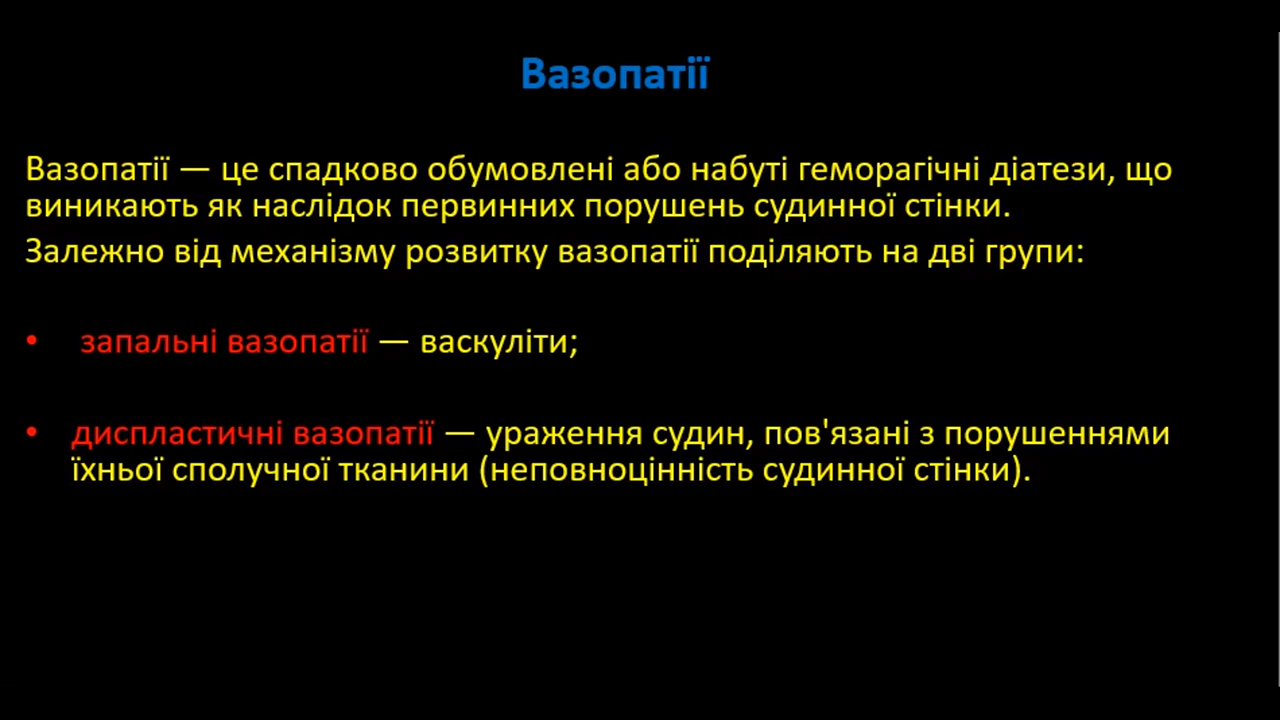 Вазопатії
Вазопатії — це спадково обумовлені або набуті геморагічні діатези, що
виникають як наслідок первинних порушень судинної стінки.
Залежно від механізму розвитку вазопатії поділяють на дві групи:
• запальні вазопатії — васкуліти;
• диспластичні вазопатії — ураження судин, пов'язані з порушеннями
їхньої сполучної тканини (неповноцінність судинної стінки).